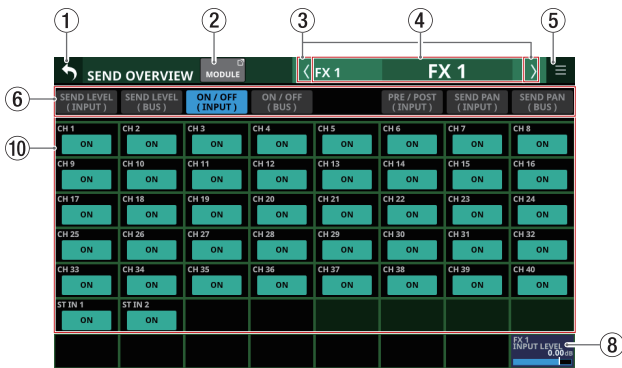 1 2 3 4 5
SEND OVERVIEW MODULE FX 1 FX 1
6
SEND LEVEL
( INPUT )
SEND LEVEL
( BUS )
ON / OFF
( INPUT )
ON / OFF
( BUS )
PRE / POST
( INPUT )
SEND PAN
( INPUT )
SEND PAN
( BUS )
10
CH 1 CH 2 CH 3 CH 4 CH 5 CH 6 CH 7 CH 8
ON ON ON ON ON ON ON ON
CH 9 CH 10 CH 11 CH 12 CH 13 CH 14 CH 15 CH 16
ON ON ON ON ON ON ON ON
CH 17 CH 18 CH 19 CH 20 CH 21 CH 22 CH 23 CH 24
ON ON ON ON ON ON ON ON
CH 25 CH 26 CH 27 CH 28 CH 29 CH 30 CH 31 CH 32
ON ON ON ON ON ON ON ON
CH 33 CH 34 CH 35 CH 36 CH 37 CH 38 CH 39 CH 40
ON ON ON ON ON ON ON ON
ST IN 1 ST IN 2
ON ON
FX 1
INPUT LEVEL
0.00dB
8